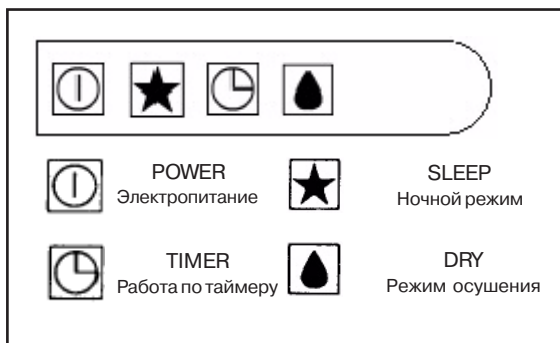 POWER
Электропитание
SLEEP
Ночной режим
TIMER
Работа по таймеру
DRY
Режим осушения